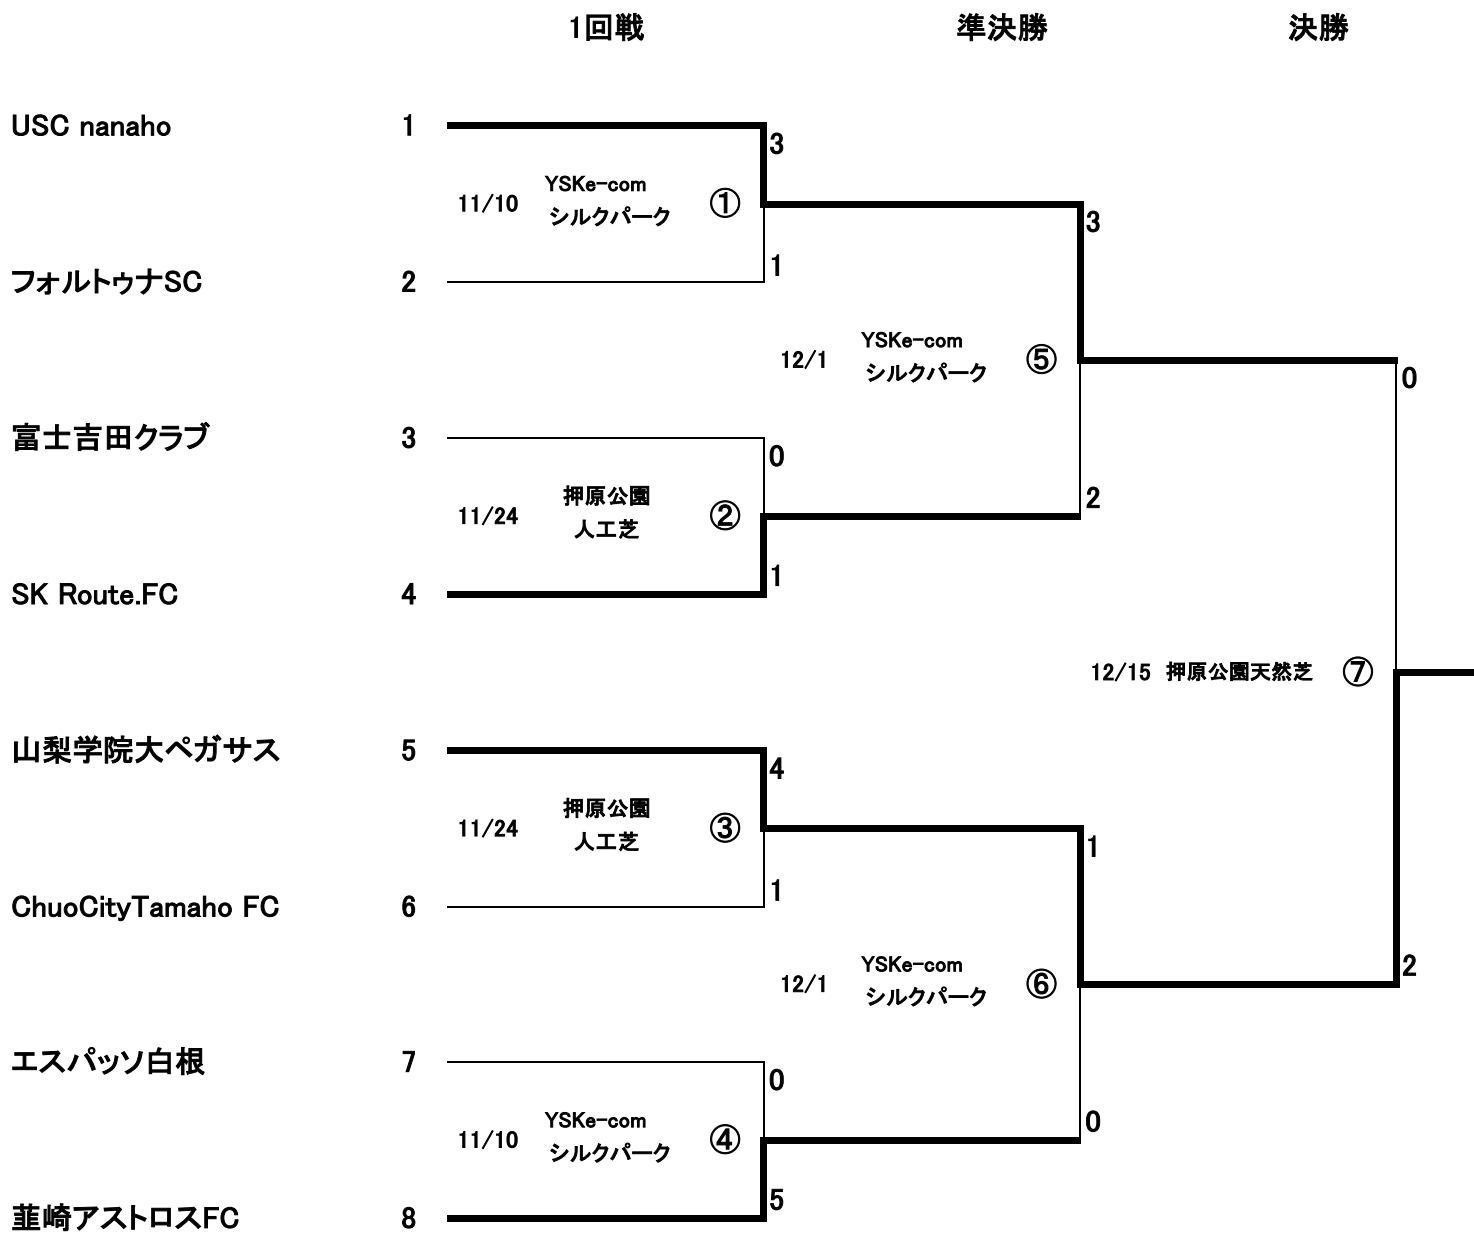 1回戦 準決勝 決勝
USC nanaho 1
3
YSKe-com
11/10 シルクパーク ①
3
1
フォルトゥナSC 2
YSKe-com
12/1 シルクパーク ⑤
0
富士吉田クラブ 3
0
押原公園
11/24 人工芝 ②
2
1
SK Route.FC 4
12/15 押原公園天然芝 ⑦
山梨学院大ペガサス 5
4
押原公園
11/24 人工芝 ③
1
1
ChuoCityTamaho FC 6
YSKe-com
12/1 シルクパーク ⑥
2
エスパッソ白根 7
0
YSKe-com
11/10 シルクパーク ④
0
5
韮崎アストロスFC 8